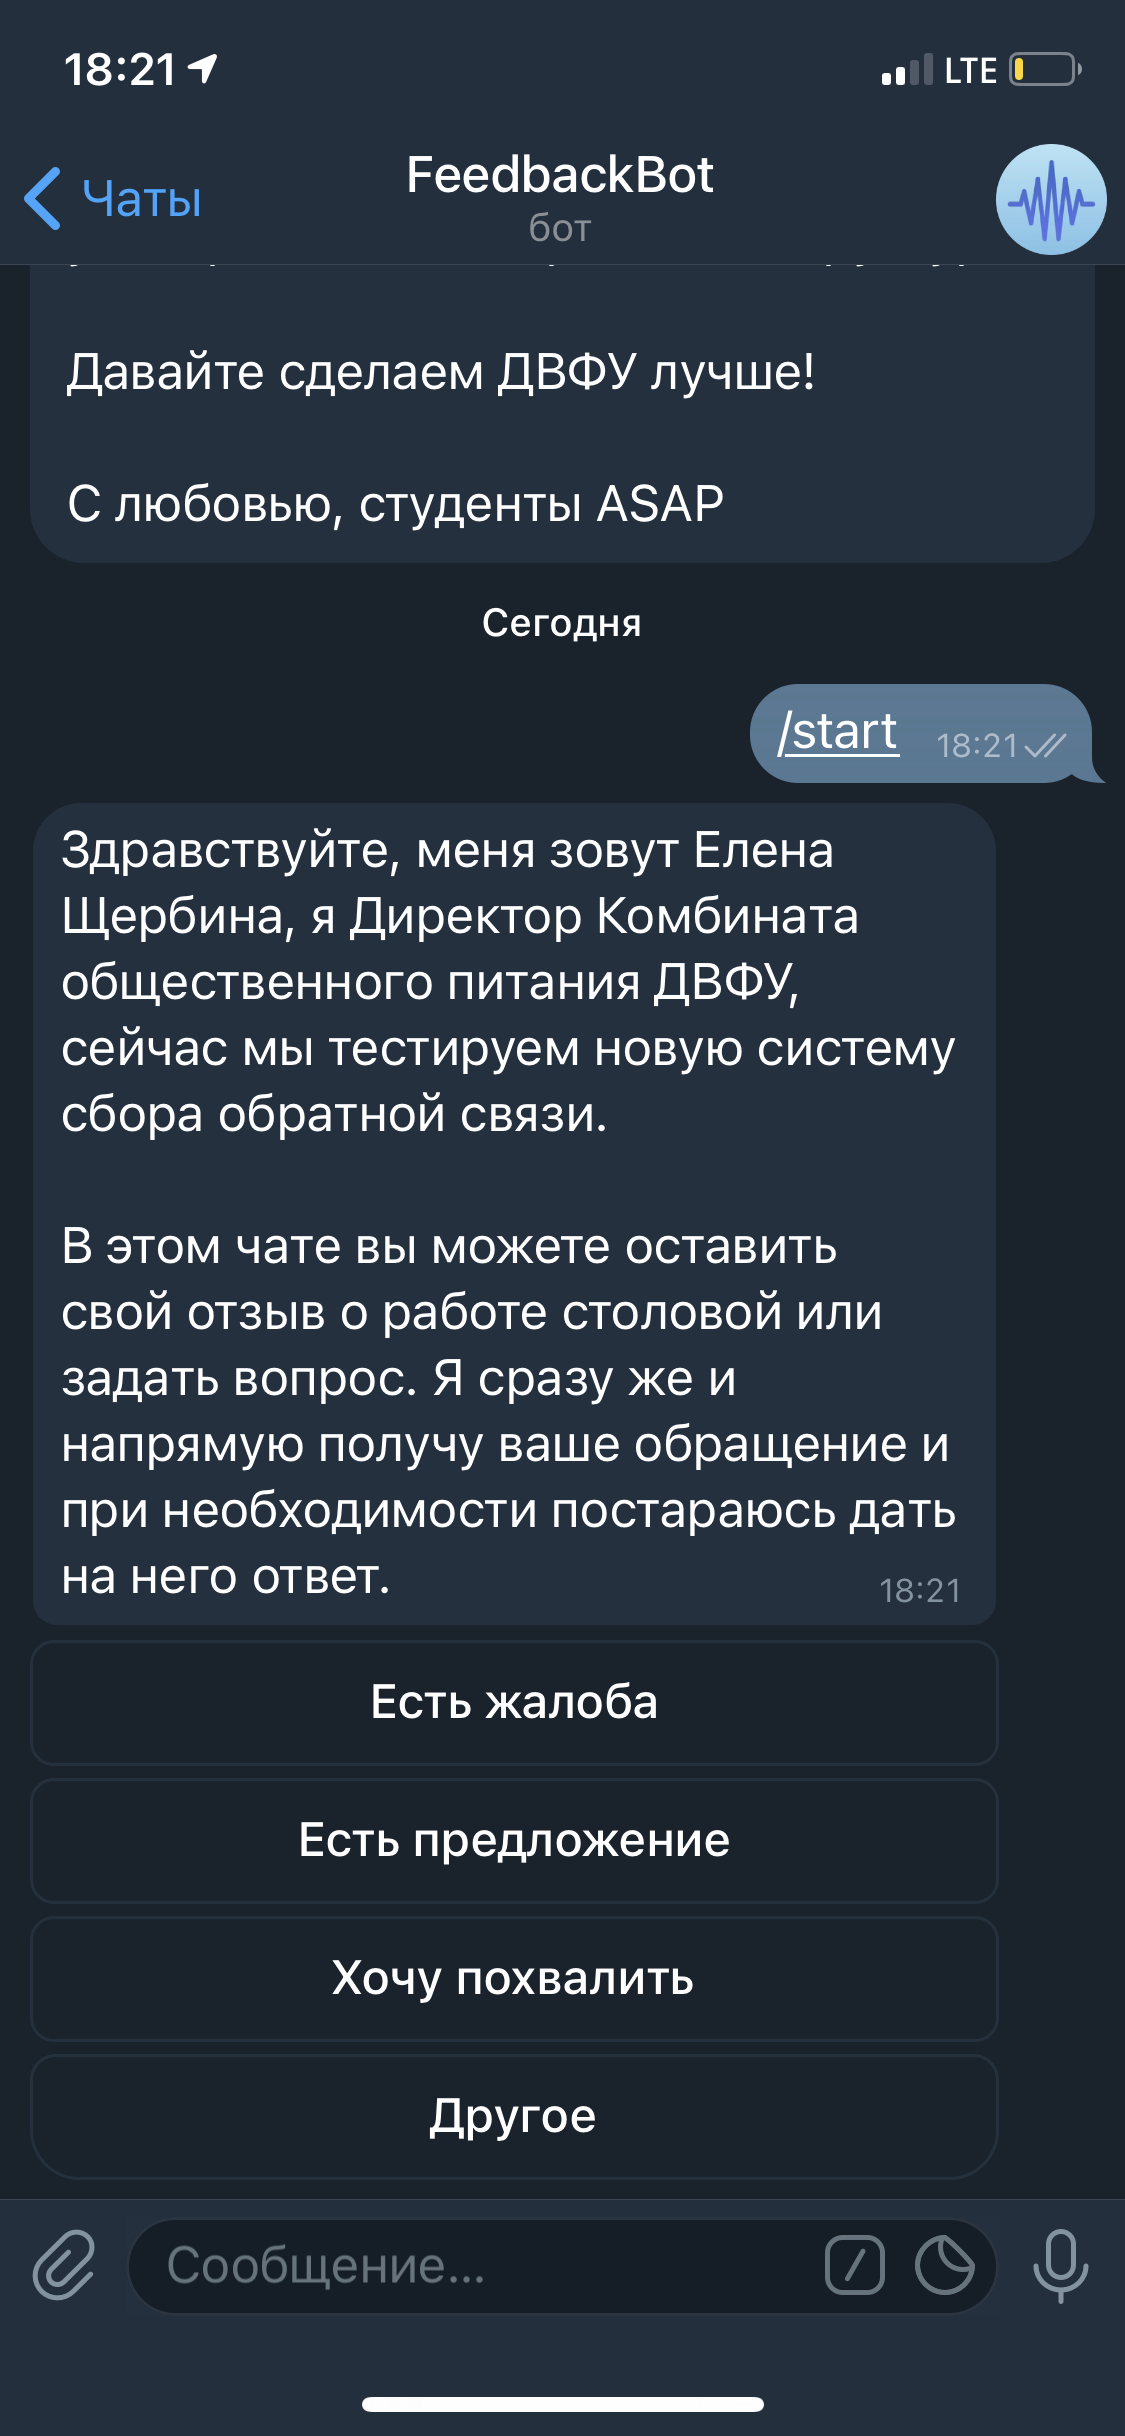 18:21
LTE
Чаты
FeedbackBot
бот
Давайте сделаем ДВФУ лучше!
С любовью, студенты ASAP
Сегодня
/start 18:21
Здравствуйте, меня зовут Елена
Щербина, я Директор Комбината
общественного питания ДВФУ,
сейчас мы тестируем новую систему
сбора обратной связи.
В этом чате вы можете оставить
свой отзыв о работе столовой или
задать вопрос. Я сразу же и
напрямую получу ваше обращение и
при необходимости постараюсь дать
на него ответ.
18:21
Есть жалоба
Есть предложение
Хочу похвалить
Другое
Сообщение...